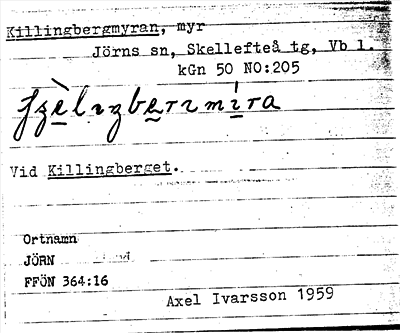 Killingbergmyran, myr
Jörns sn, Skellefteå tg, Vb l.
kGn 50 NO:205
Vid Killingberget.
Ortnamn
JÖRN
FFÖN 364:16
Axel Ivarsson 1959